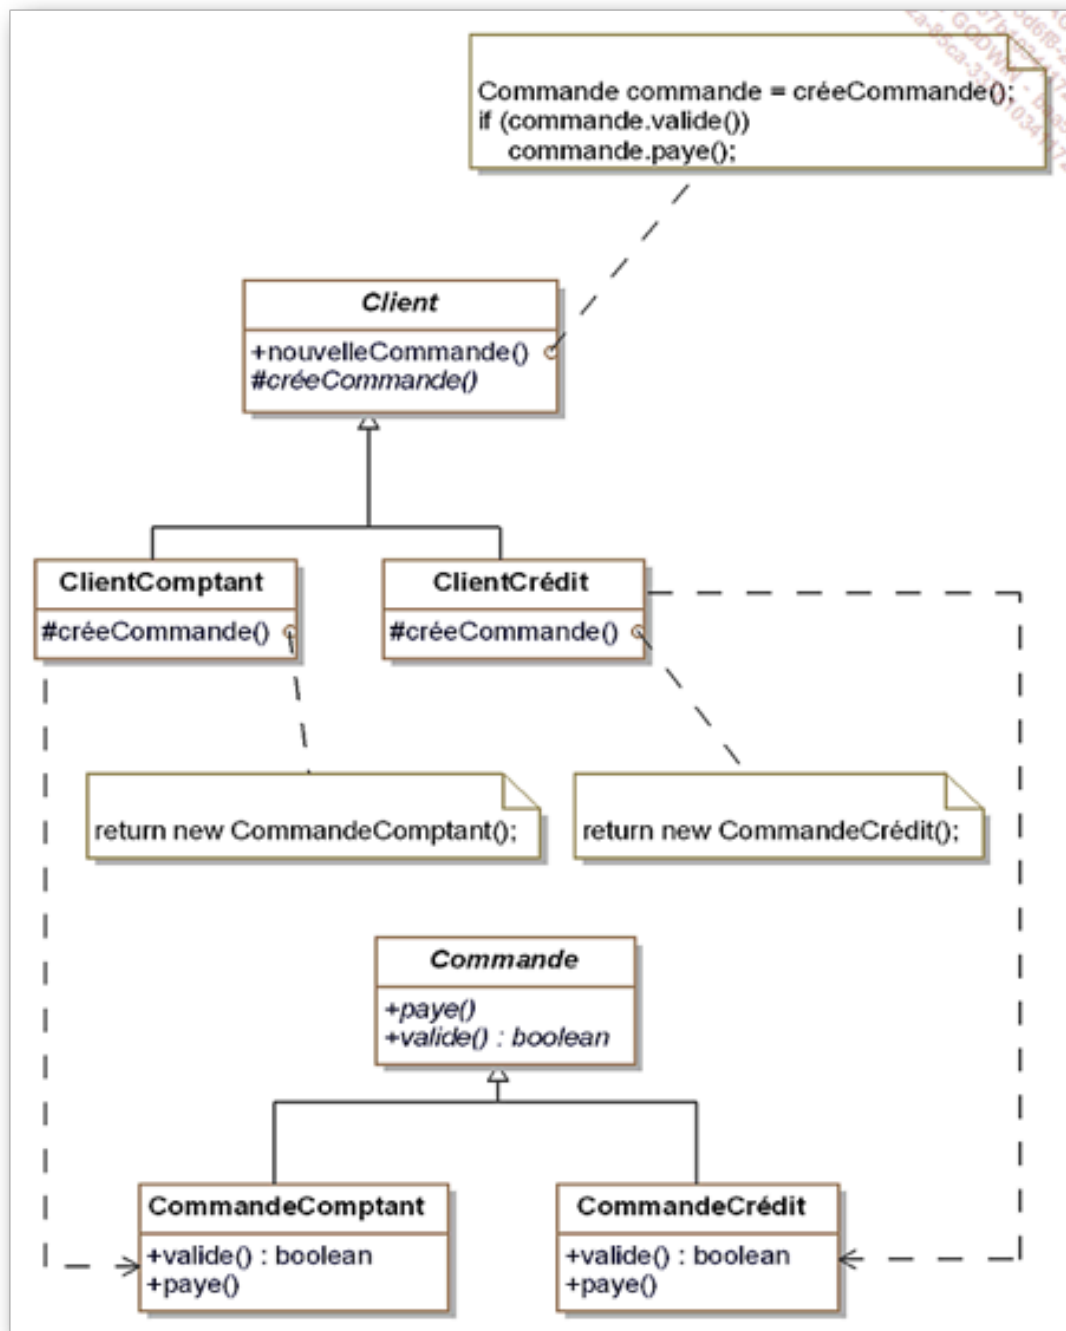 Commande commande = créeCommande();
if (commande.valide())
commande.paye();
Client
+nouvelleCommande()
#créeCommande()
ClientComptant
#créeCommande()
ClientCrédit
#créeCommande()
return new CommandeComptant();
return new CommandeCrédit();
Commande
+paye()
+valide() : boolean
CommandeComptant
+valide() : boolean
+paye()
CommandeCrédit
+valide() : boolean
+paye()